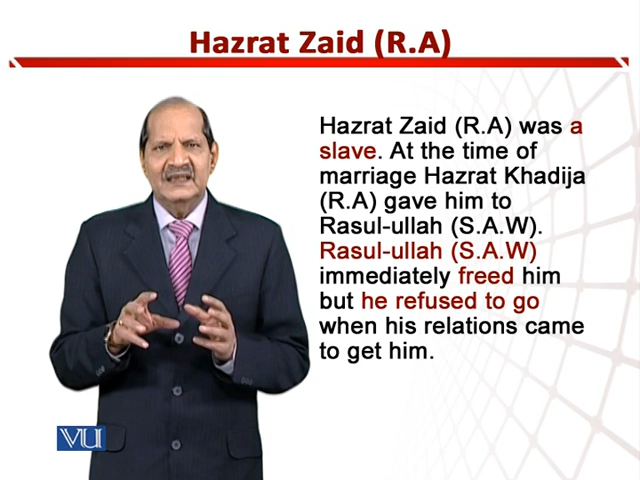 Hazrat Zaid (R.A)
Hazrat Zaid (R.A) was a
slave. At the time of
marriage Hazrat Khadija
(R.A) gave him to
Rasul-ullah (S.A.W).
Rasul-ullah (S.A.W)
immediately freed him
but he refused to go
when his relations came
to get him.
VU